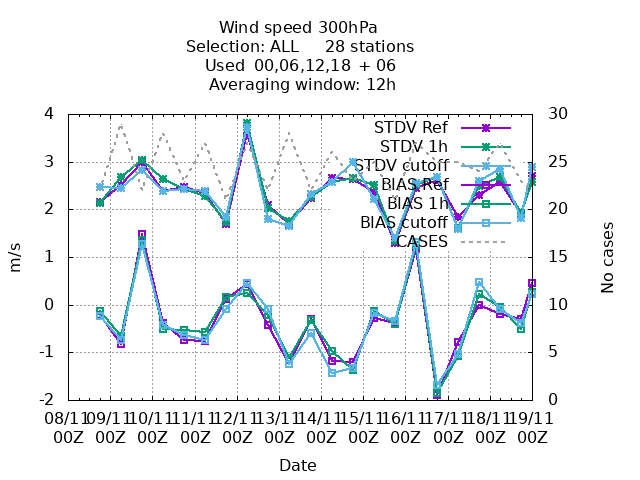 Wind speed 300hPa
Selection: ALL 28 stations
Used 00,06,12,18 + 06
Averaging window: 12h
4
3
2
1
0
-1
-2
m/s
30
25
20
15
10
5
0
No cases
STDV Ref
STDV 1h
STDV cutoff
BIAS Ref
BIAS 1h
BIAS cutoff
CASES
08/11 09/11 10/11 11/11 12/11 13/11 14/11 15/11 16/11 17/11 18/11 19/11
00Z 00Z 00Z 00Z 00Z 00Z 00Z 00Z 00Z 00Z 00Z 00Z
Date